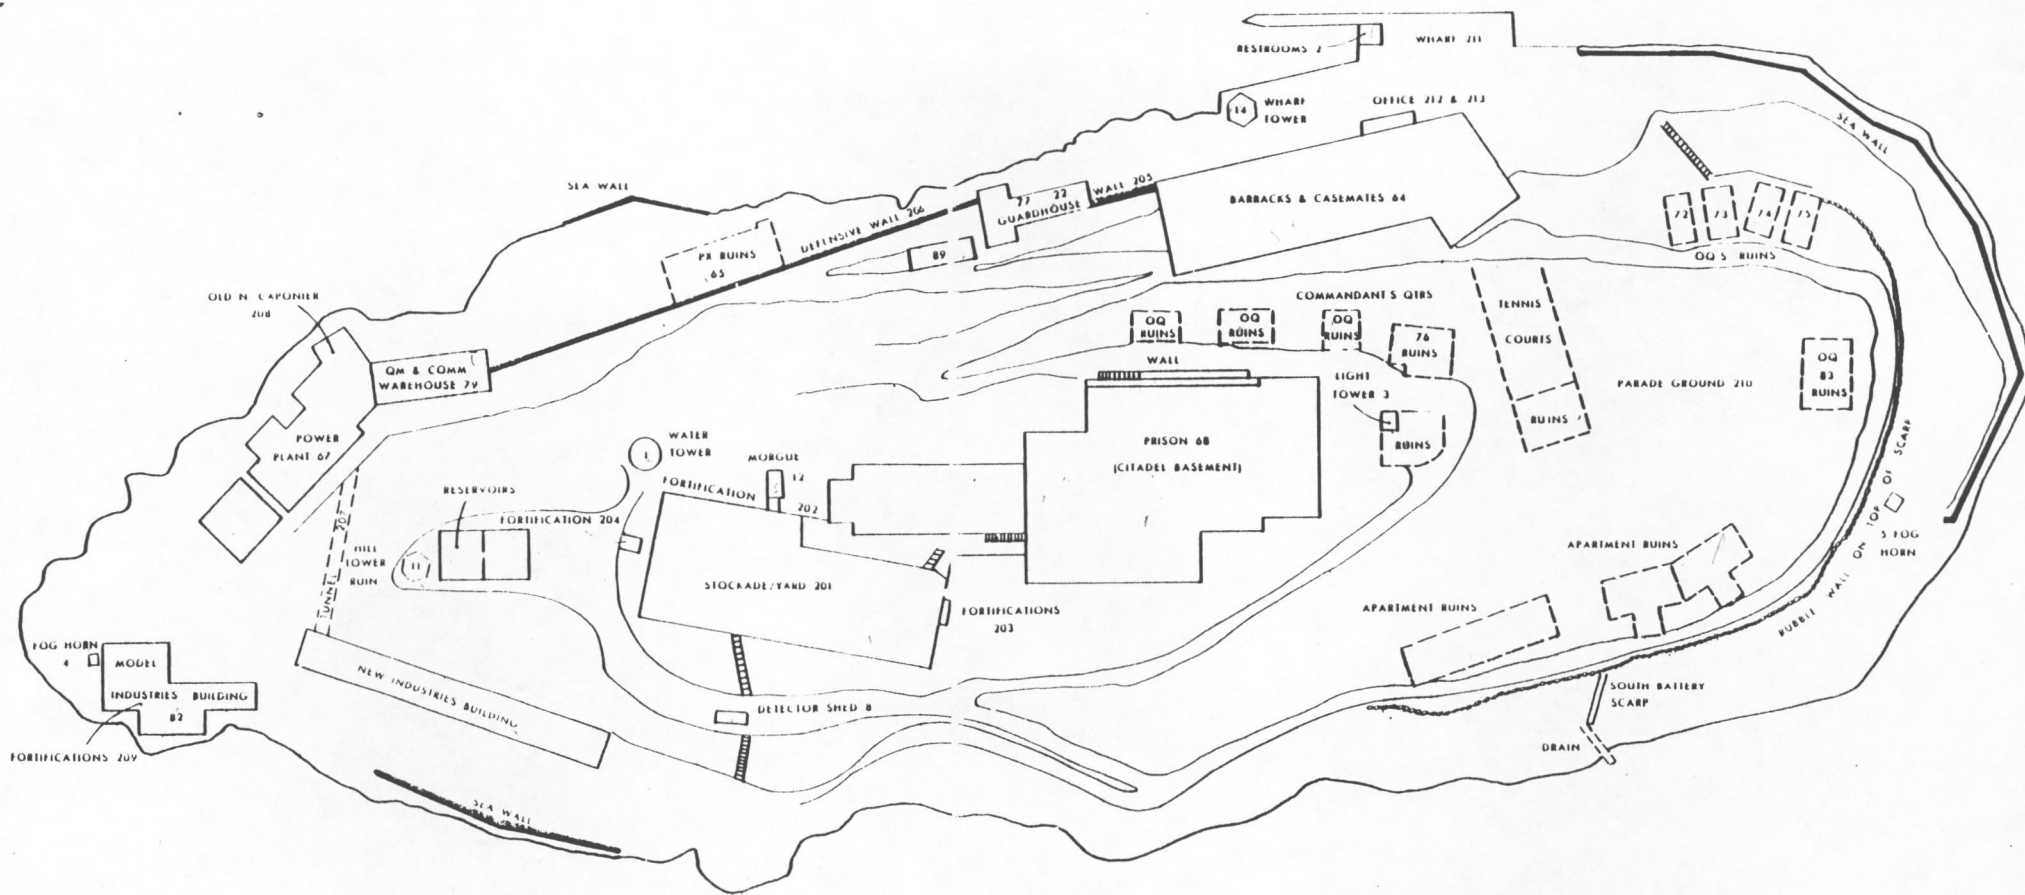 RESTROOMS 2
WHARF 211
14
WHARF
TOWER
OFFICE 212 & 213
SEA WALL
SEA WALL
WALL 205
77 22
GUARDHOUSE
BARRACKS & CASEMATES 64
DEFENSIVE WALL 206
72
73
74
75
OQ'S RUINS
PX RUINS
65
89
OLD N. CAPONIER
208
COMMANDANT'S QTRS
TENNIS
COURTS
RUINS
OQ
RUINS
OQ
RUINS
OQ
RUINS
76
RUINS
WALL
LIGHT
TOWER 3
RUINS
QM & COMM
WAREHOUSE 79
PARADE GROUND 210
OQ
83
RUINS
POWER
PLANT 67
1
WATER
TOWER
MORGUE
12
PRISON 68
(CITADEL BASEMENT)
FORTIFICATION
202
RESERVOIRS
FORTIFICATION 204
TUNNEL 207
HILL
TOWER
RUIN
11
STOCKADE/YARD 201
FORTIFICATIONS
203
APARTMENT RUINS
APARTMENT RUINS
RUBBLE WALL ON TOP OF SCARP
5 FOG
HORN
FOG HORN
4
MODEL
INDUSTRIES BUILDING
82
NEW INDUSTRIES BUILDING
DETECTOR SHED 8
SOUTH BATTERY
SCARP
DRAIN
FORTIFICATIONS 209
SEA WALL